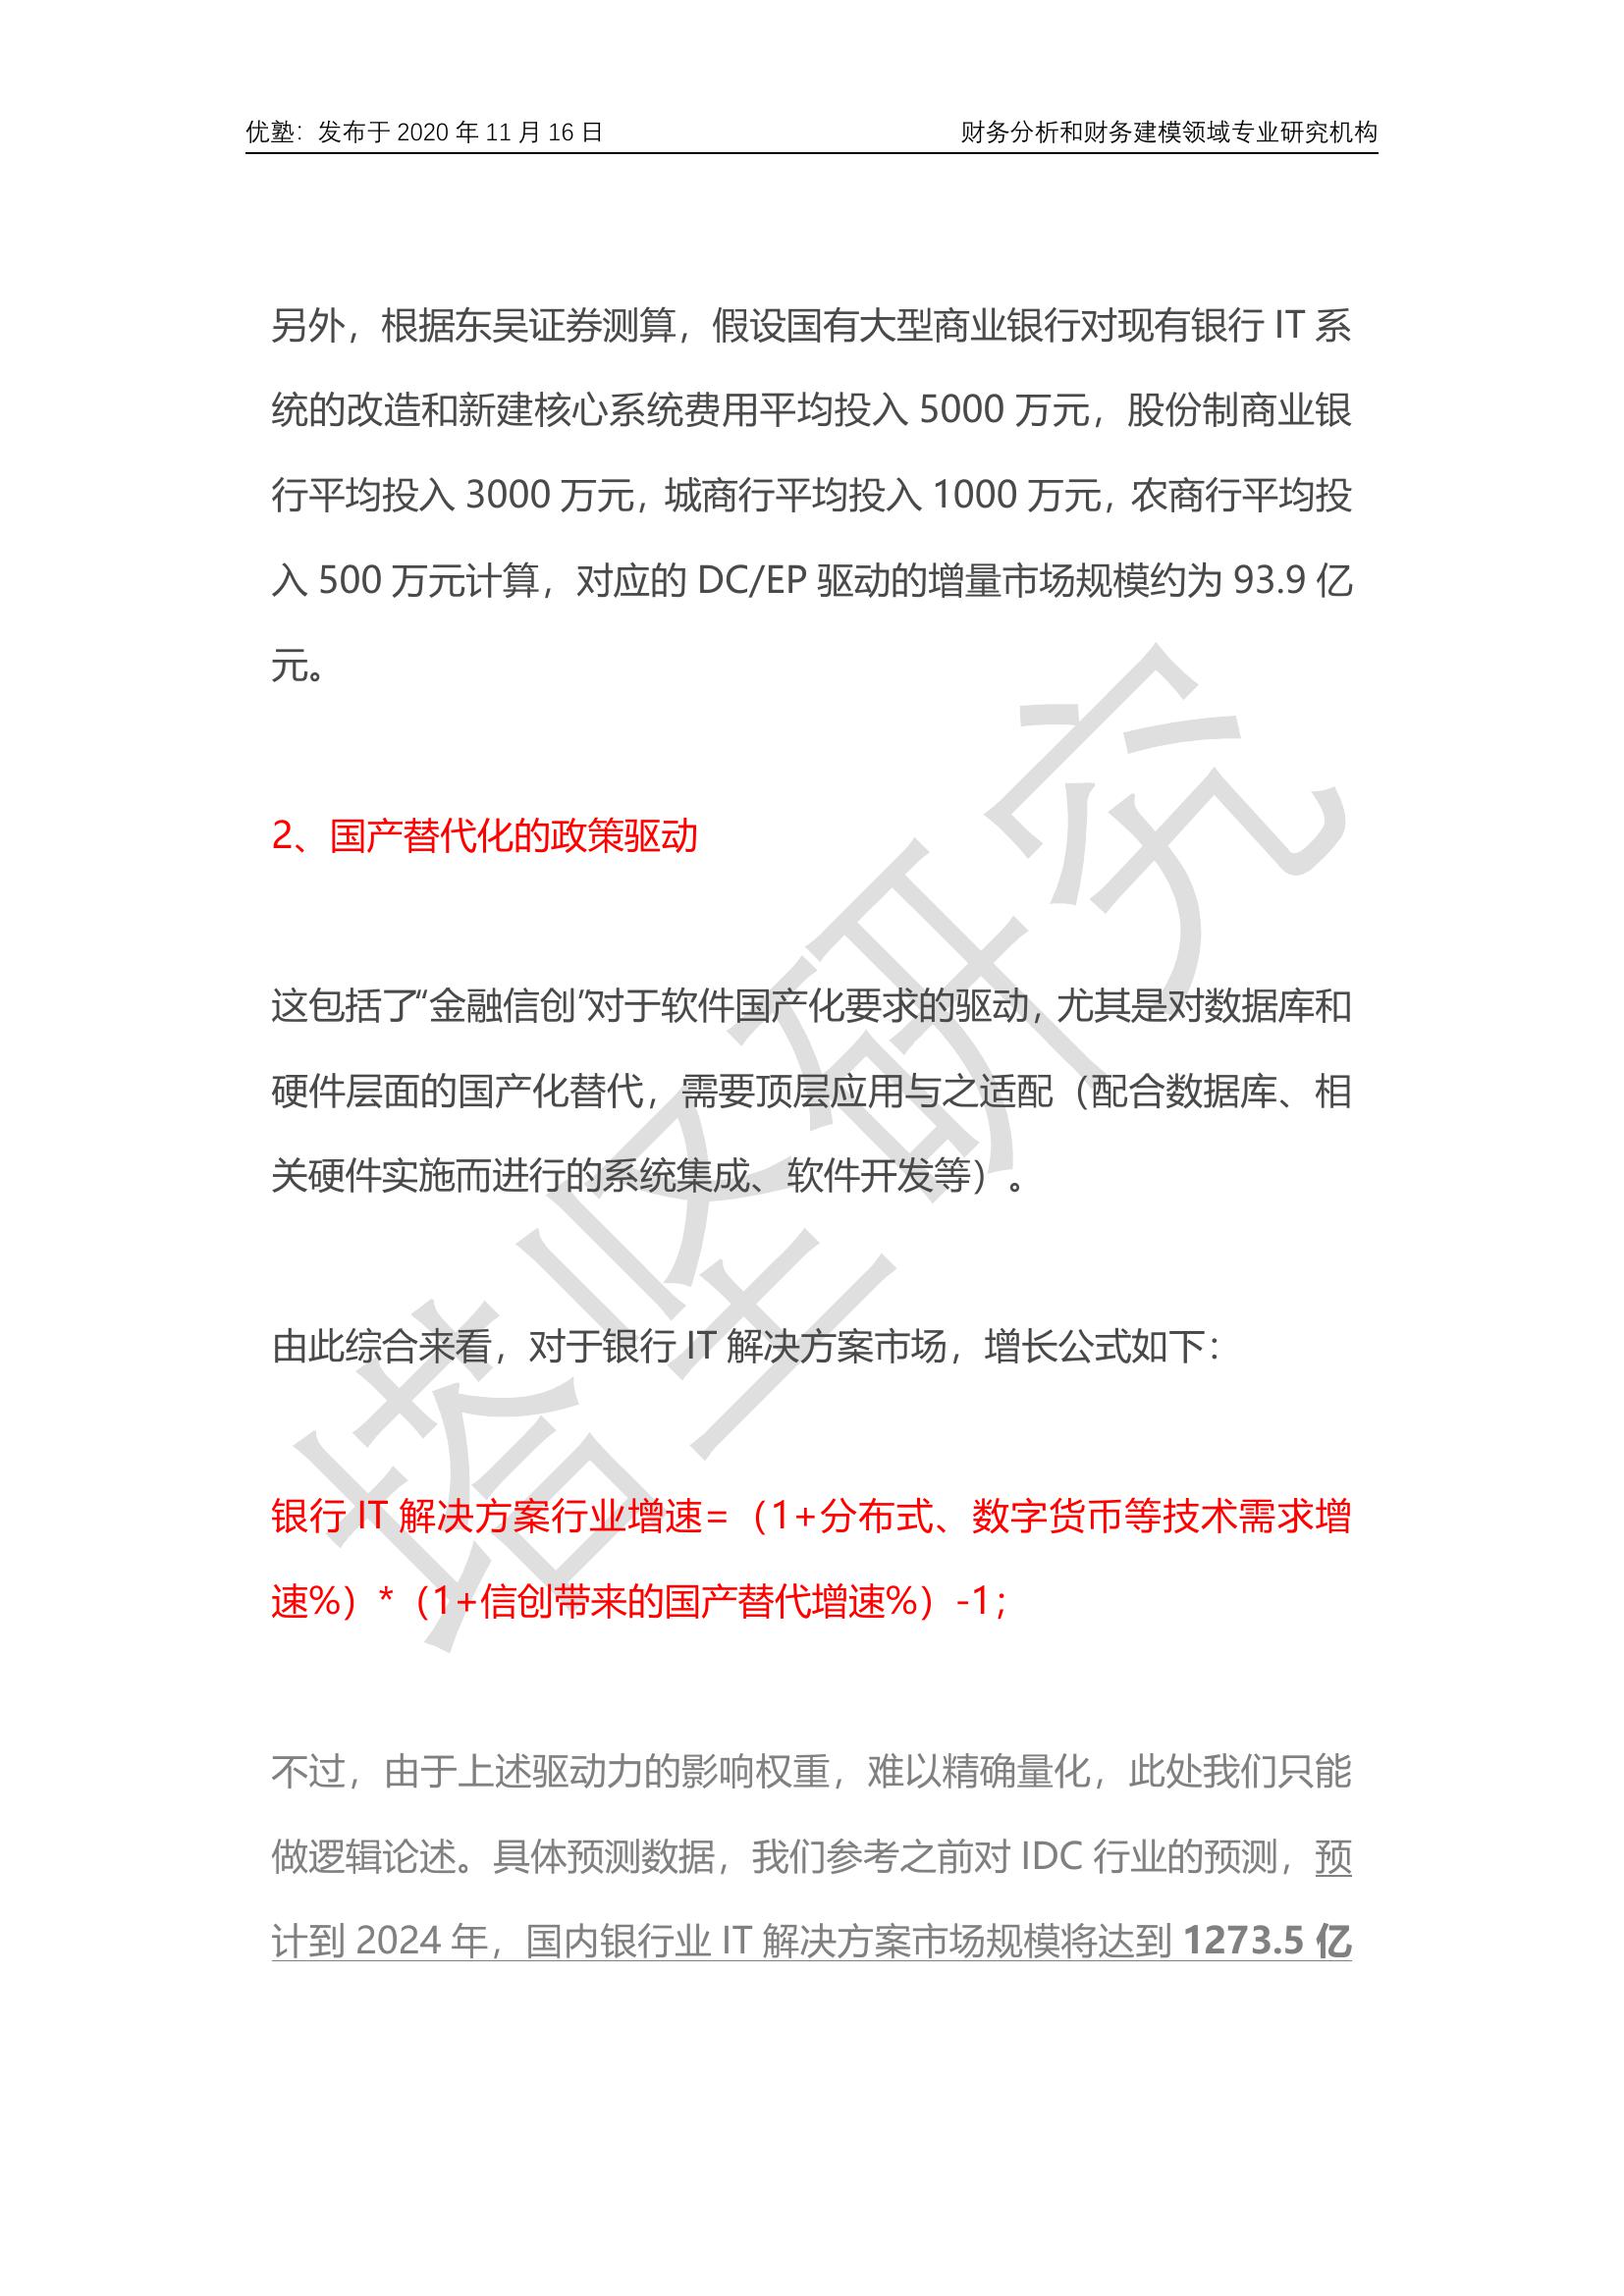 优塾：发布于 2020 年 11 月 16 日 财务分析和财务建模领域专业研究机构
另外，根据东吴证券测算，假设国有大型商业银行对现有银行 IT 系
统的改造和新建核心系统费用平均投入 5000 万元，股份制商业银
行平均投入 3000 万元，城商行平均投入 1000 万元，农商行平均投
入 500 万元计算，对应的 DC/EP 驱动的增量市场规模约为 93.9 亿
元。
2、国产替代化的政策驱动
这包括了“金融信创”对于软件国产化要求的驱动，尤其是对数据库和
硬件层面的国产化替代，需要顶层应用与之适配（配合数据库、相
关硬件实施而进行的系统集成、软件开发等）。
由此综合来看，对于银行 IT 解决方案市场，增长公式如下：
银行 IT 解决方案行业增速=（1+分布式、数字货币等技术需求增
速%）*（1+信创带来的国产替代增速%）-1；
不过，由于上述驱动力的影响权重，难以精确量化，此处我们只能
做逻辑论述。具体预测数据，我们参考之前对 IDC 行业的预测，预
计到 2024 年，国内银行业 IT 解决方案市场规模将达到 1273.5 亿
塔坚研究